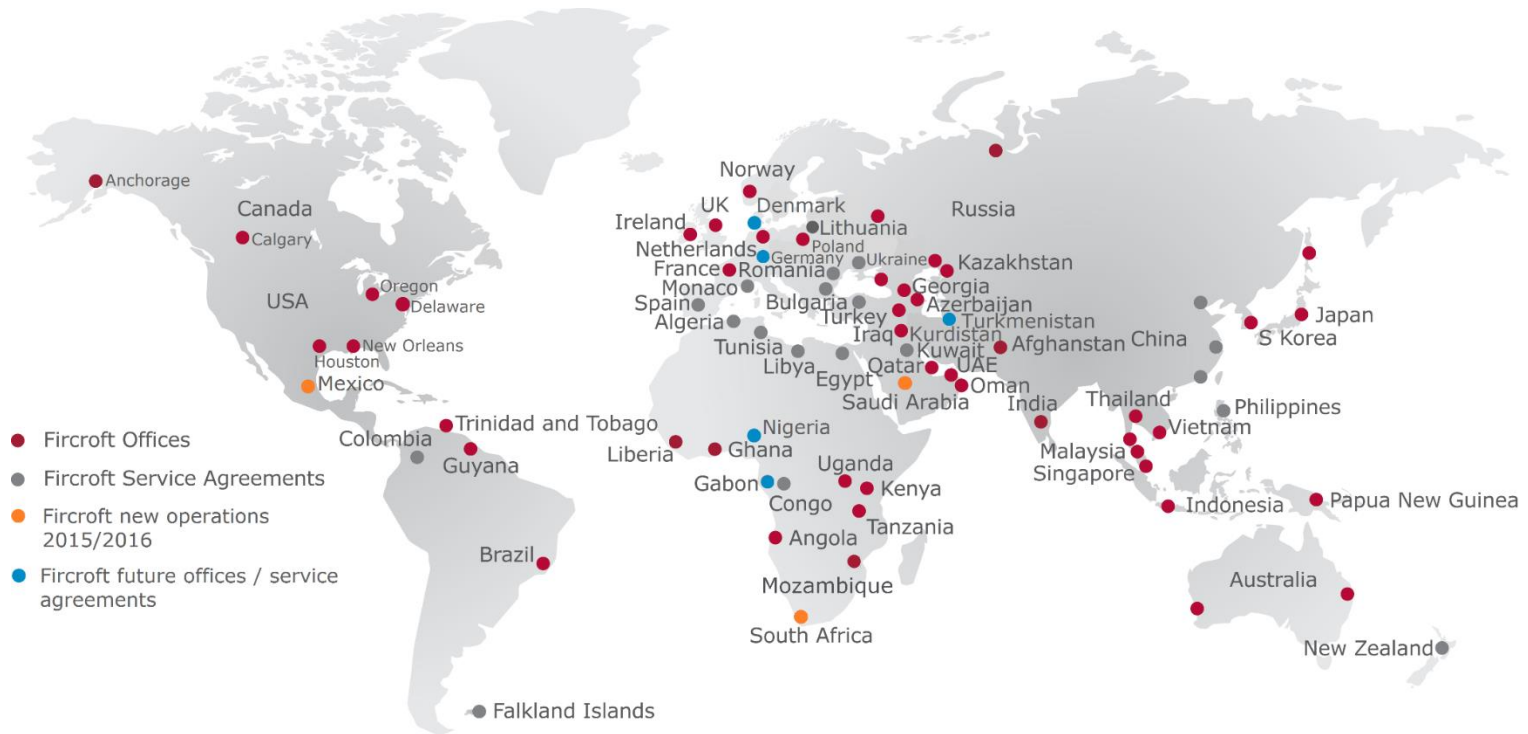 Norway
Anchorage
UK
Denmark
Canada
Russia
Ireland
Lithuania
Calgary
Netherlands
Poland
Germany
Ukraine
France
Romania
Kazakhstan
Oregon
Monaco
Georgia
USA
Delaware
Spain
Bulgaria
Azerbaijan
Algeria
Turkey
Turkmenistan
Japan
Iraq
Kurdistan
S Korea
New Orleans
Tunisia
Afghanstan
China
Houston
Libya
Kuwait
Mexico
Egypt
Qatar
UAE
Oman
Saudi Arabia
India
Thailand
Philippines
Trinidad and Tobago
Nigeria
Vietnam
Fircroft Offices
Colombia
Liberia
Ghana
Malaysia
Guyana
Uganda
Singapore
Fircroft Service Agreements
Gabon
Kenya
Congo
Indonesia
Papua New Guinea
Fircroft new operations
2015/2016
Tanzania
Angola
Brazil
Fircroft future offices / service
agreements
Mozambique
Australia
South Africa
New Zealand
Falkland Islands